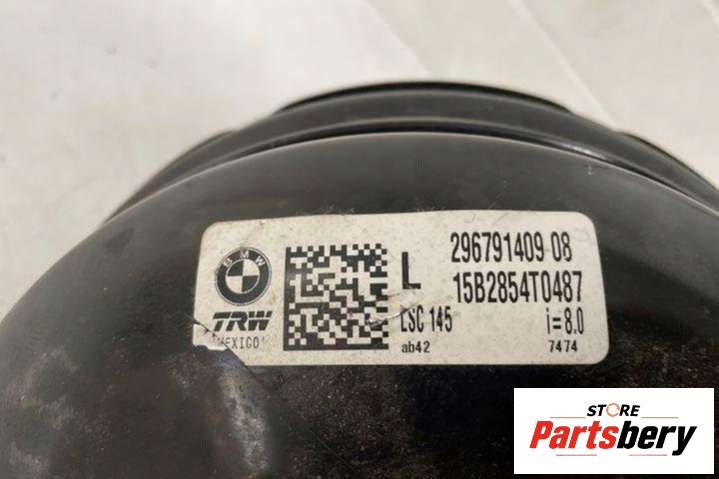 BMW
TRW
MEXICO
L
296791409 08
15B2854T0487
LSC 145
i=8.0
ab42
7474
STORE
Partsbery